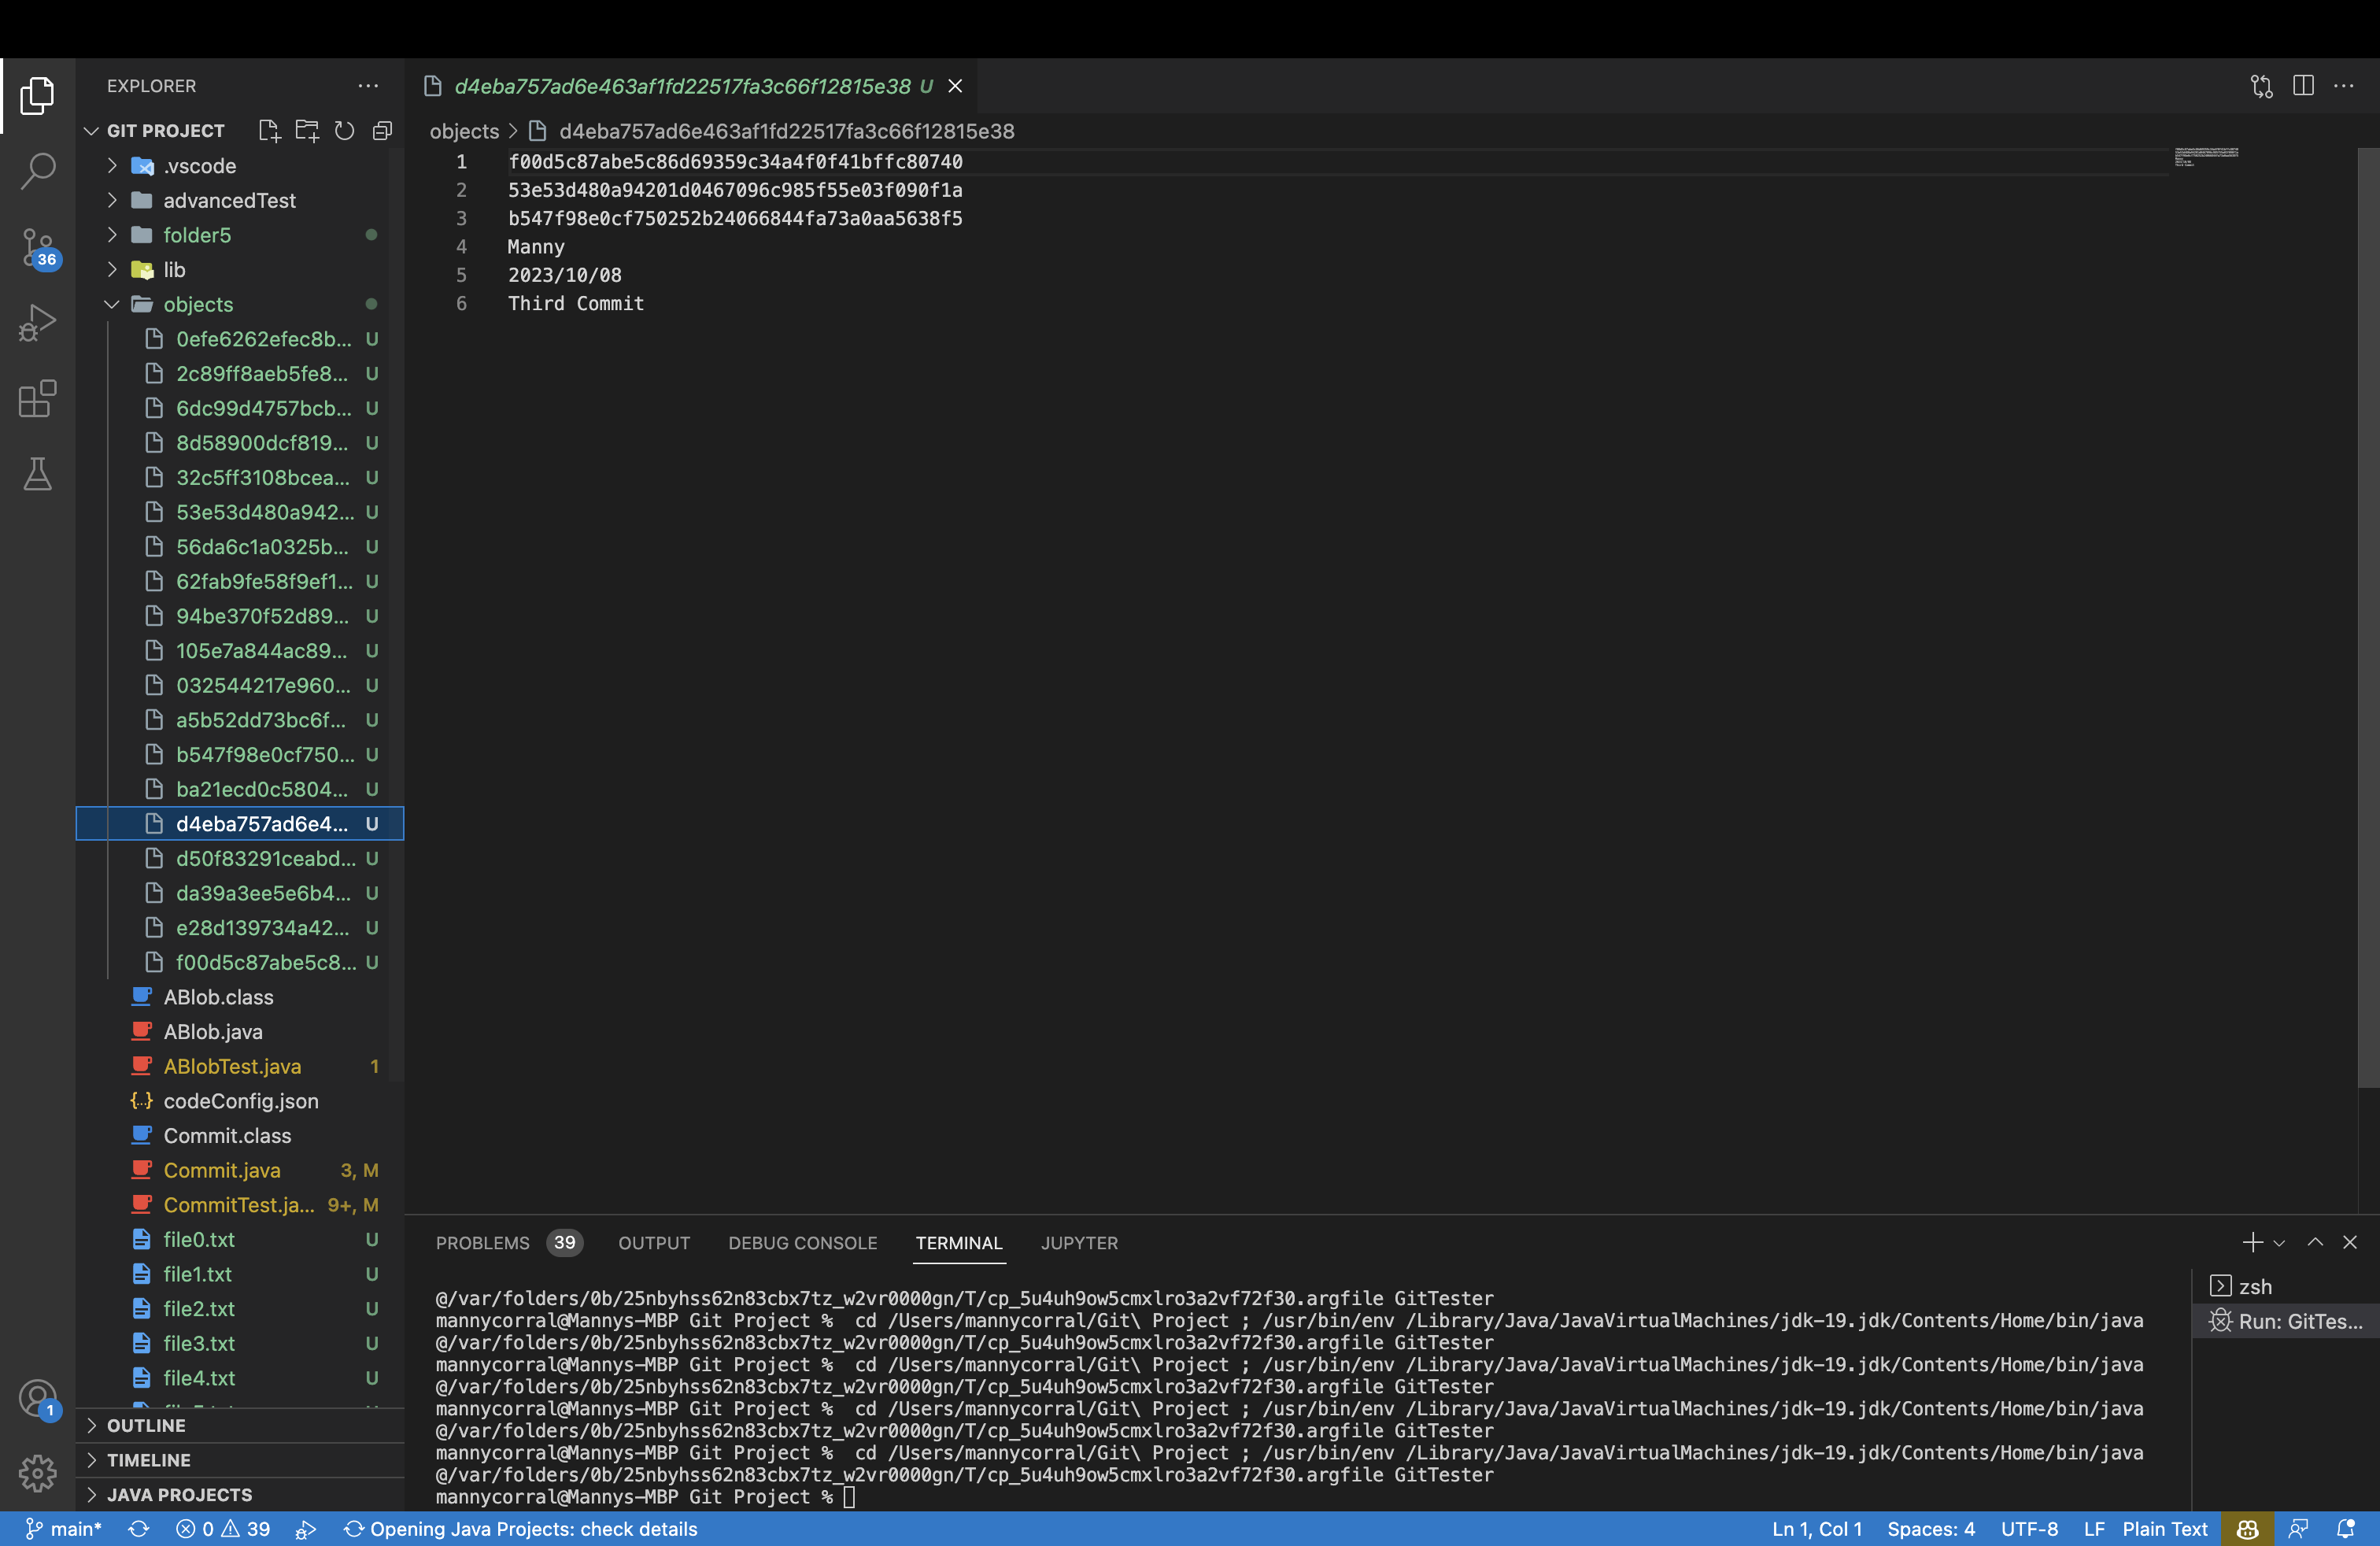 EXPLORER
GIT PROJECT
.vscode
advancedTest
folder5
lib
objects
0efe6262efec8b... U
2c89ff8aeb5fe8... U
6dc99d4757bcb... U
8d58900dcf819... U
32c5ff3108bcea... U
53e53d480a942... U
56da6c1a0325b... U
62fab9fe58f9ef1... U
94be370f52d89... U
105e7a844ac89... U
032544217e960... U
a5b52dd73bc6f... U
b547f98e0cf750... U
ba21ecd0c5804... U
d4eba757ad6e4... U
d50f83291ceabd... U
da39a3ee5e6b4... U
e28d139734a42... U
f00d5c87abe5c8... U
ABlob.class
ABlob.java
ABlobTest.java 1
{..} codeConfig.json
Commit.class
Commit.java 3, M
CommitTest.ja... 9+, M
file0.txt U
file1.txt U
file2.txt U
file3.txt U
file4.txt U
OUTLINE
TIMELINE
JAVA PROJECTS
36
1
d4eba757ad6e463af1fd22517fa3c66f12815e38 U
objects > d4eba757ad6e463af1fd22517fa3c66f12815e38
1 f00d5c87abe5c86d69359c34a4f0f41bffc80740
2 53e53d480a94201d0467096c985f55e03f090f1a
3 b547f98e0cf750252b24066844fa73a0aa5638f5
4 Manny
5 2023/10/08
6 Third Commit
PROBLEMS 39 OUTPUT DEBUG CONSOLE TERMINAL JUPYTER
@/var/folders/0b/25nbyhss62n83cbx7tz_w2vr0000gn/T/cp_5u4uh9ow5cmxlro3a2vf72f30.argfile GitTester
mannycorral@Mannys-MBP Git Project %  cd /Users/mannycorral/Git\ Project ; /usr/bin/env /Library/Java/JavaVirtualMachines/jdk-19.jdk/Contents/Home/bin/java
@/var/folders/0b/25nbyhss62n83cbx7tz_w2vr0000gn/T/cp_5u4uh9ow5cmxlro3a2vf72f30.argfile GitTester
mannycorral@Mannys-MBP Git Project %  cd /Users/mannycorral/Git\ Project ; /usr/bin/env /Library/Java/JavaVirtualMachines/jdk-19.jdk/Contents/Home/bin/java
@/var/folders/0b/25nbyhss62n83cbx7tz_w2vr0000gn/T/cp_5u4uh9ow5cmxlro3a2vf72f30.argfile GitTester
mannycorral@Mannys-MBP Git Project %  cd /Users/mannycorral/Git\ Project ; /usr/bin/env /Library/Java/JavaVirtualMachines/jdk-19.jdk/Contents/Home/bin/java
@/var/folders/0b/25nbyhss62n83cbx7tz_w2vr0000gn/T/cp_5u4uh9ow5cmxlro3a2vf72f30.argfile GitTester
mannycorral@Mannys-MBP Git Project %  cd /Users/mannycorral/Git\ Project ; /usr/bin/env /Library/Java/JavaVirtualMachines/jdk-19.jdk/Contents/Home/bin/java
@/var/folders/0b/25nbyhss62n83cbx7tz_w2vr0000gn/T/cp_5u4uh9ow5cmxlro3a2vf72f30.argfile GitTester
mannycorral@Mannys-MBP Git Project %
zsh
Run: GitTes...
main* 0 39 Opening Java Projects: check details Ln 1, Col 1 Spaces: 4 UTF-8 LF Plain Text